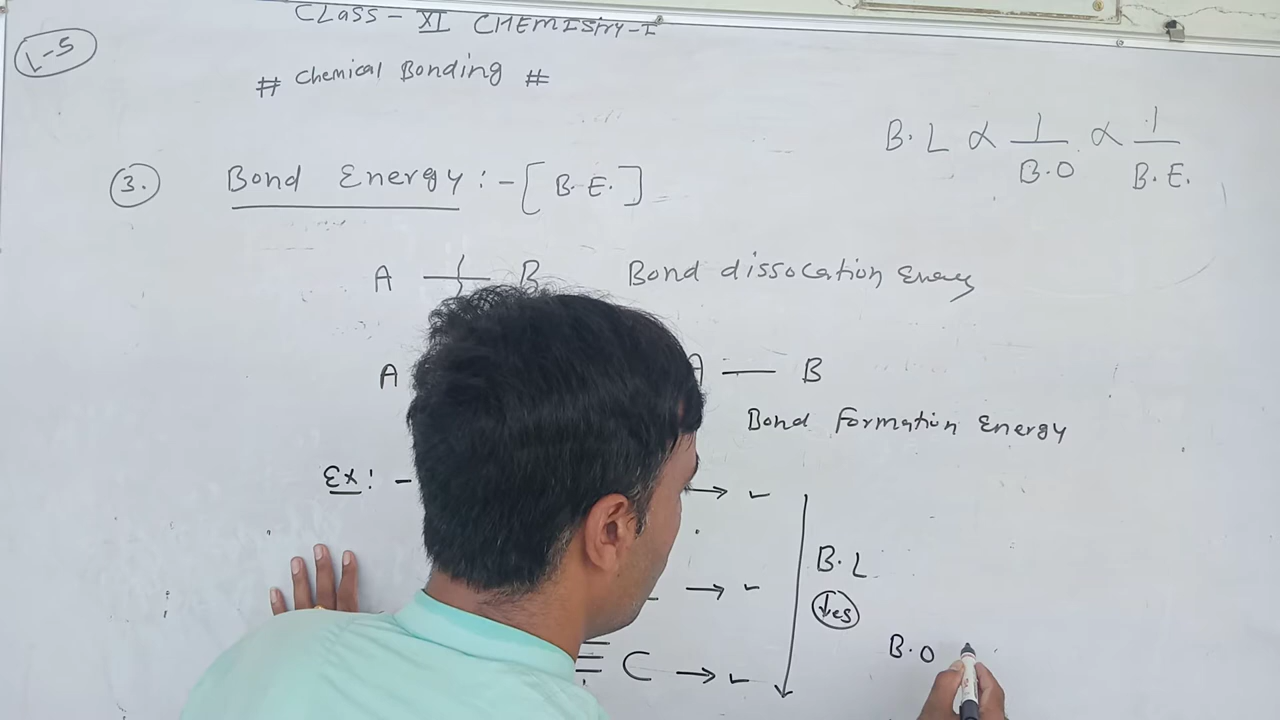 CLASS - XI CHEMISTRY-I
L-5
# Chemical Bonding #
B.L ∝ 1/B.O ∝ 1/B.E.
3. Bond Energy :- [B.E.]
A — B Bond dissocation Energy
A A — B
Bond Formation Energy
Ex: - → ✓
→ ✓
≡ C → ✓
B.L
↓es
B.O